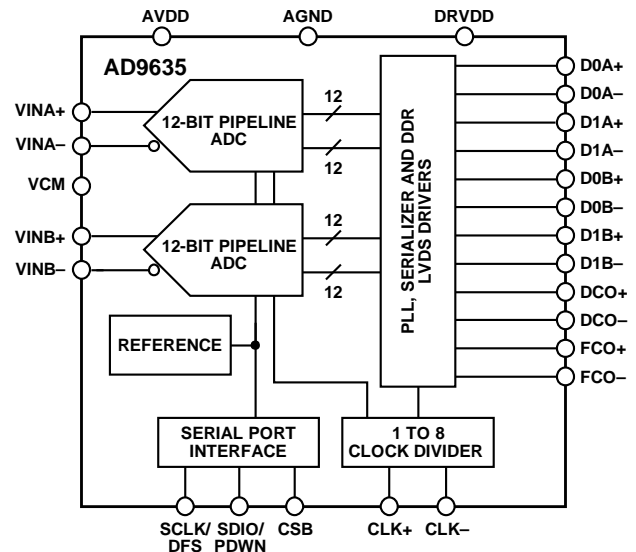 AVDD
AGND
DRVDD
AD9635
VINA+
VINA–
VCM
VINB+
VINB–
12-BIT PIPELINE
ADC
12
12
12-BIT PIPELINE
ADC
12
12
PLL, SERIALIZER AND DDR
LVDS DRIVERS
D0A+
D0A–
D1A+
D1A–
D0B+
D0B–
D1B+
D1B–
DCO+
DCO–
FCO+
FCO–
REFERENCE
SERIAL PORT
INTERFACE
1 TO 8
CLOCK DIVIDER
SCLK/
DFS
SDIO/
PDWN
CSB
CLK+
CLK–